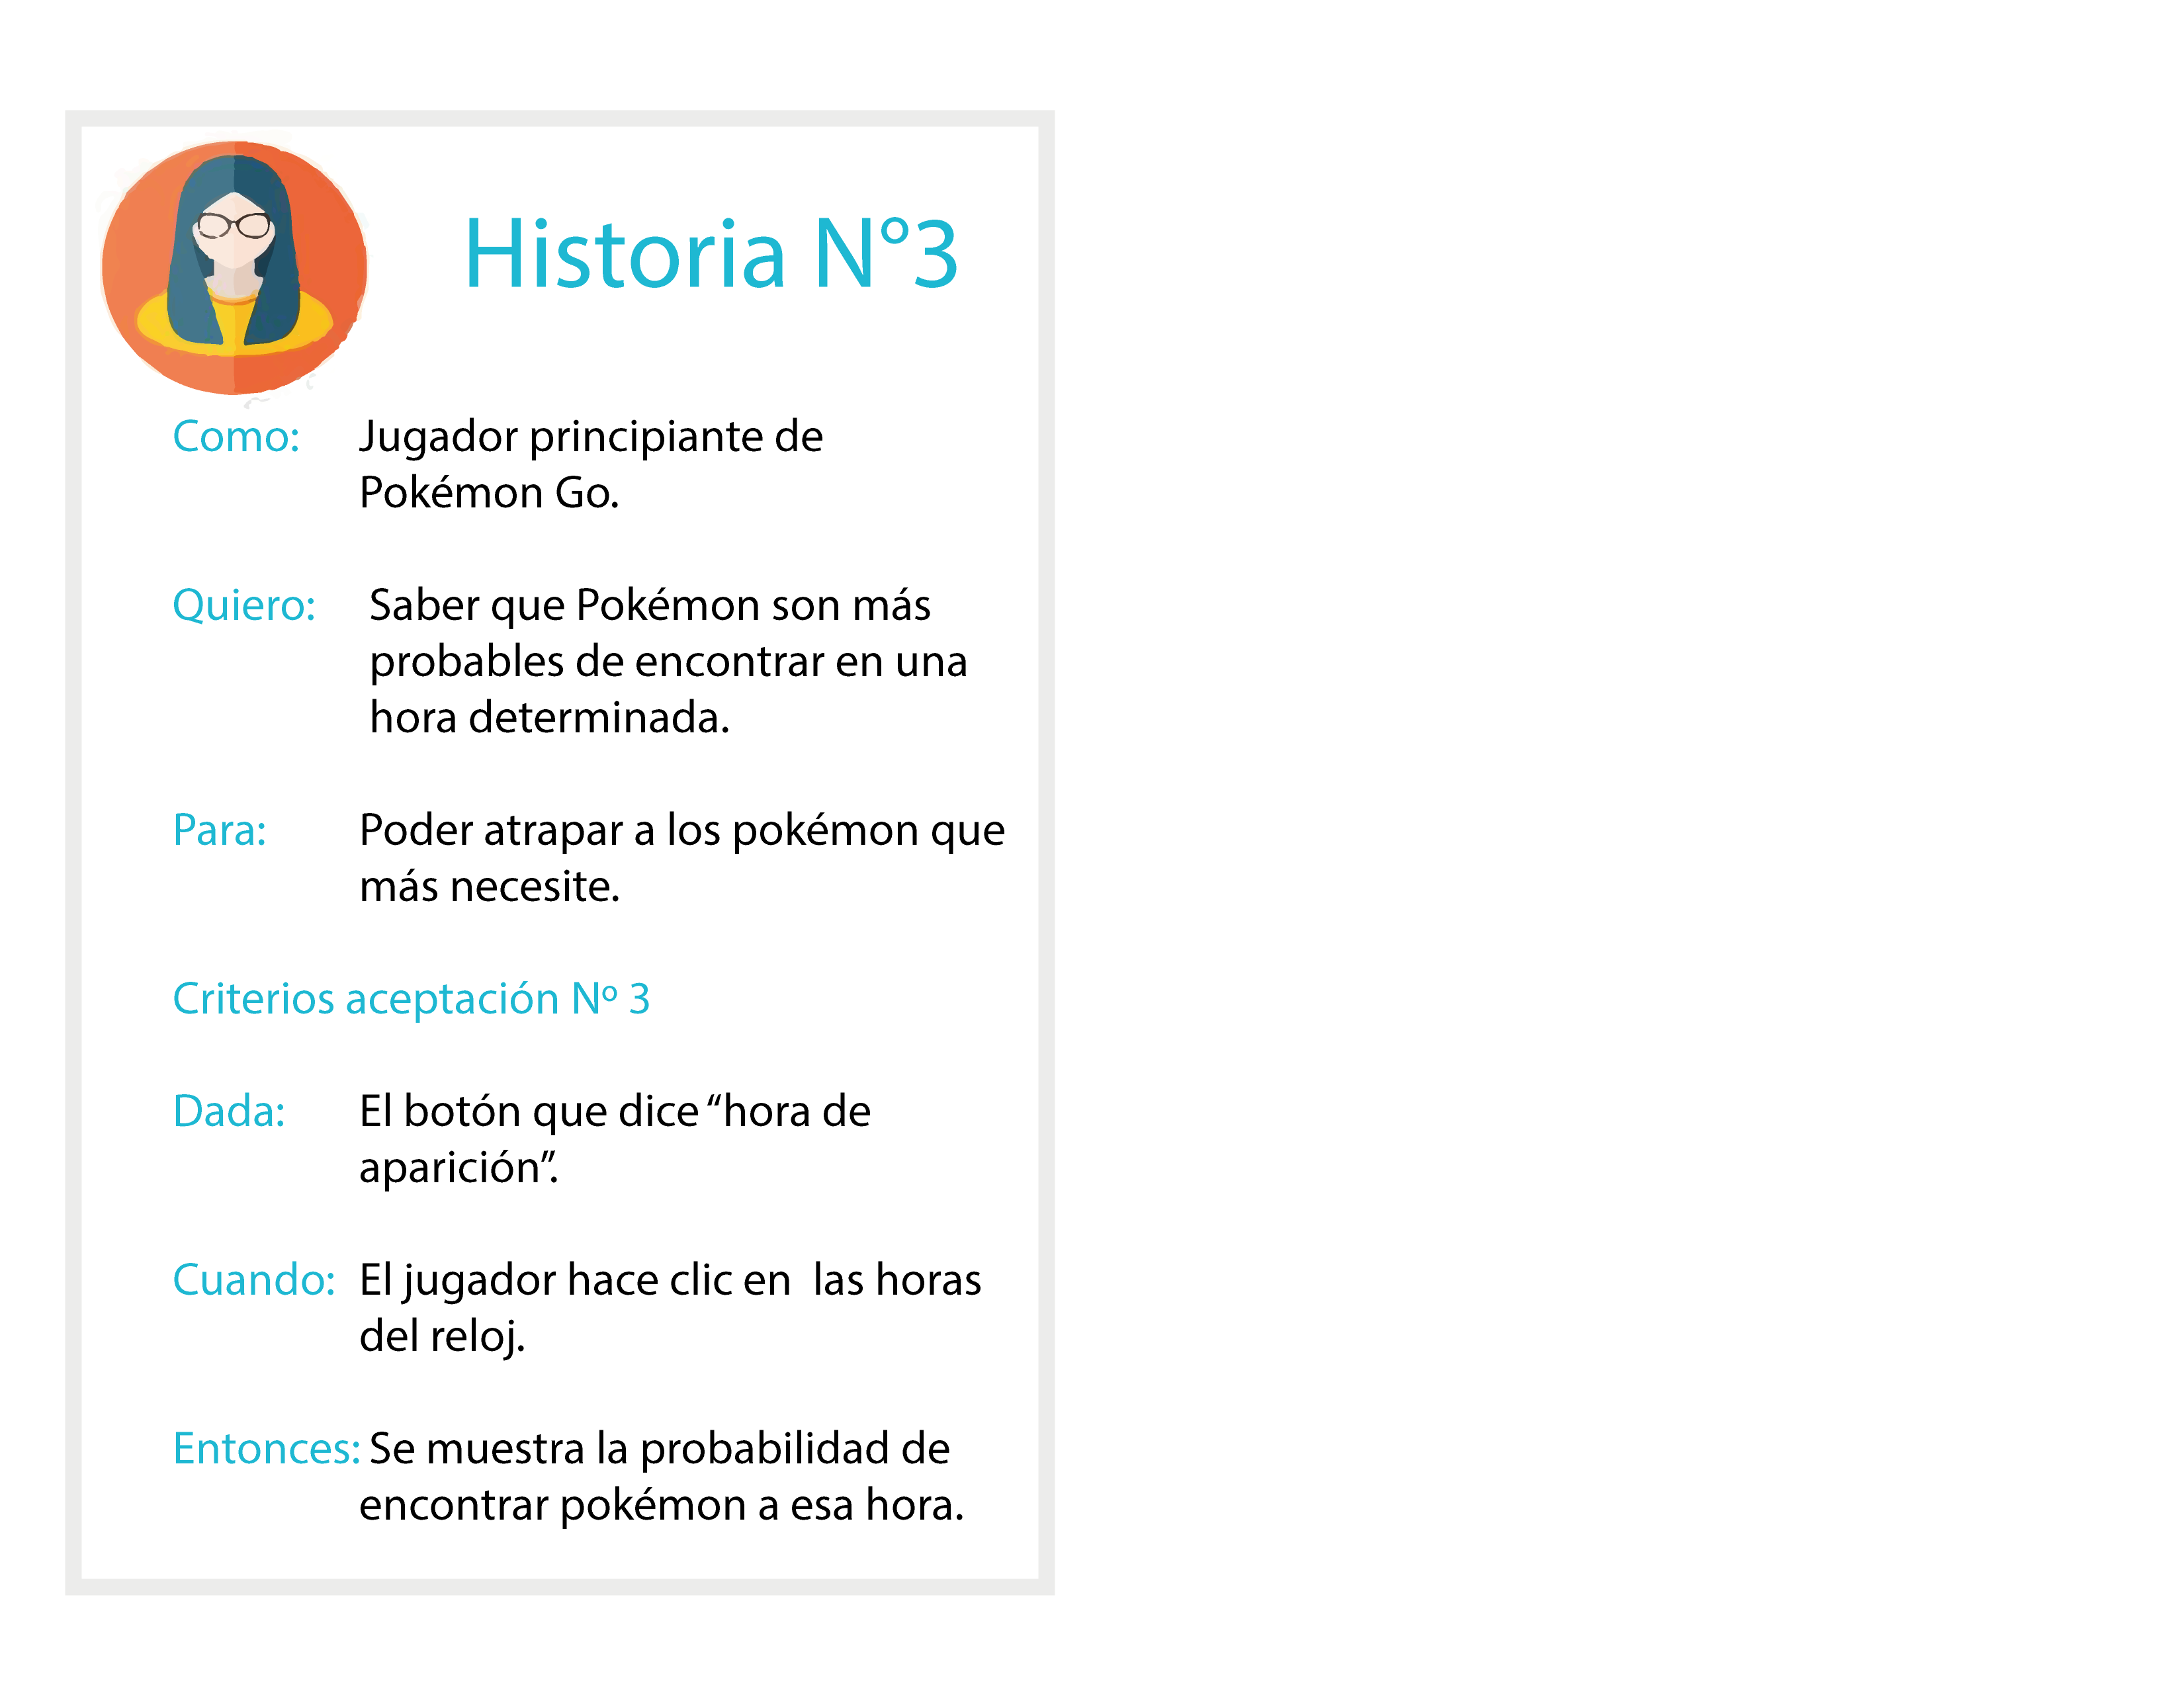 Historia N°3
Como: Jugador principiante de
Pokémon Go.
Quiero: Saber que Pokémon son más
probables de encontrar en una
hora determinada.
Para: Poder atrapar a los pokémon que
más necesite.
Criterios aceptación Nº 3
Dada: El botón que dice “hora de
aparición”.
Cuando: El jugador hace clic en  las horas
del reloj.
Entonces: Se muestra la probabilidad de
encontrar pokémon a esa hora.